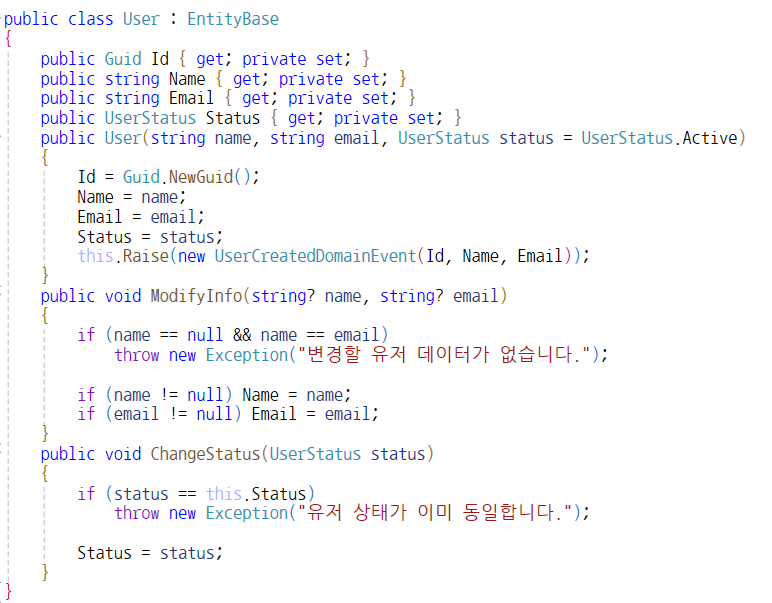 public class User : EntityBase
{
    public Guid Id { get; private set; }
    public string Name { get; private set; }
    public string Email { get; private set; }
    public UserStatus Status { get; private set; }
    public User(string name, string email, UserStatus status = UserStatus.Active)
    {
        Id = Guid.NewGuid();
        Name = name;
        Email = email;
        Status = status;
        this.Raise(new UserCreatedDomainEvent(Id, Name, Email));
    }
    public void ModifyInfo(string? name, string? email)
    {
        if (name == null && name == email)
            throw new Exception("변경할 유저 데이터가 없습니다.");

        if (name != null) Name = name;
        if (email != null) Email = email;
    }
    public void ChangeStatus(UserStatus status)
    {
        if (status == this.Status)
            throw new Exception("유저 상태가 이미 동일합니다.");

        Status = status;
    }
}